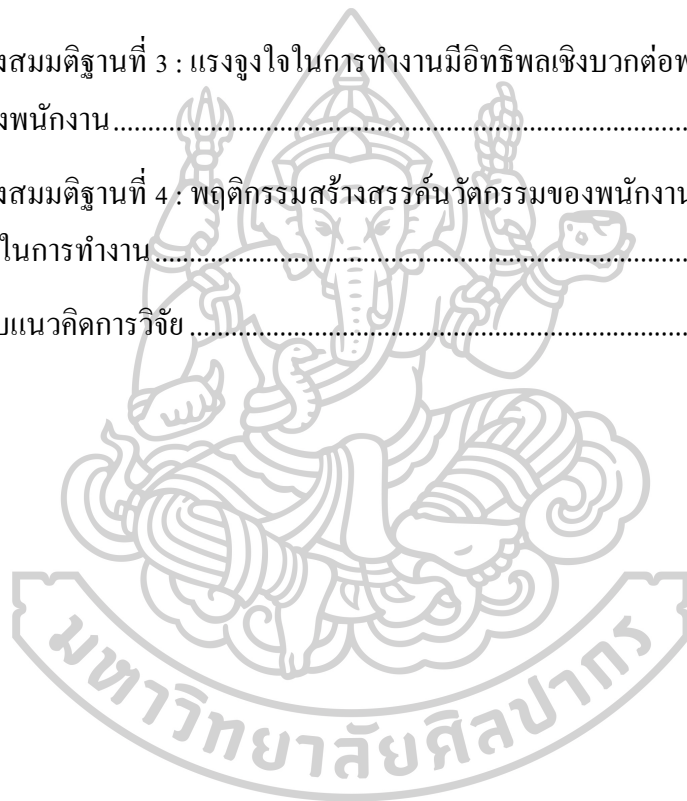 งสมมติฐานที่ 3 : แรงจูงใจในการทำงานมีอิทธิพลเชิงบวกต่อพ
งพนักงาน....................................................................................
งสมมติฐานที่ 4 : พฤติกรรมสร้างสรรค์นวัตกรรมของพนักงาน
ในการทำงาน..............................................................................
บแนวคิดการวิจัย.........................................................................
มหาวิทยาลัยศิลปากร